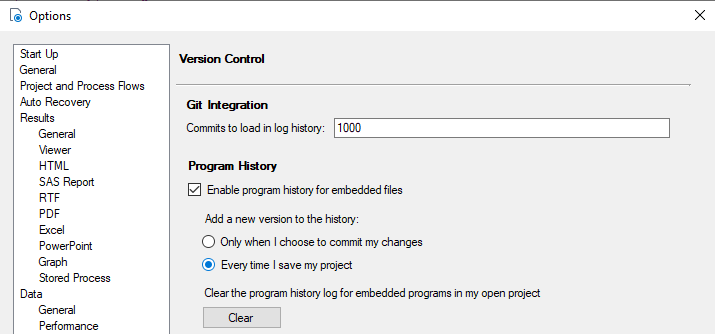 Options
Start Up
General
Project and Process Flows
Auto Recovery
Results
General
Viewer
HTML
SAS Report
RTF
PDF
Excel
PowerPoint
Graph
Stored Process
Data
General
Performance
Version Control
Git Integration
Commits to load in log history: 1000
Program History
Enable program history for embedded files
Add a new version to the history:
Only when I choose to commit my changes
Every time I save my project
Clear the program history log for embedded programs in my open project
Clear